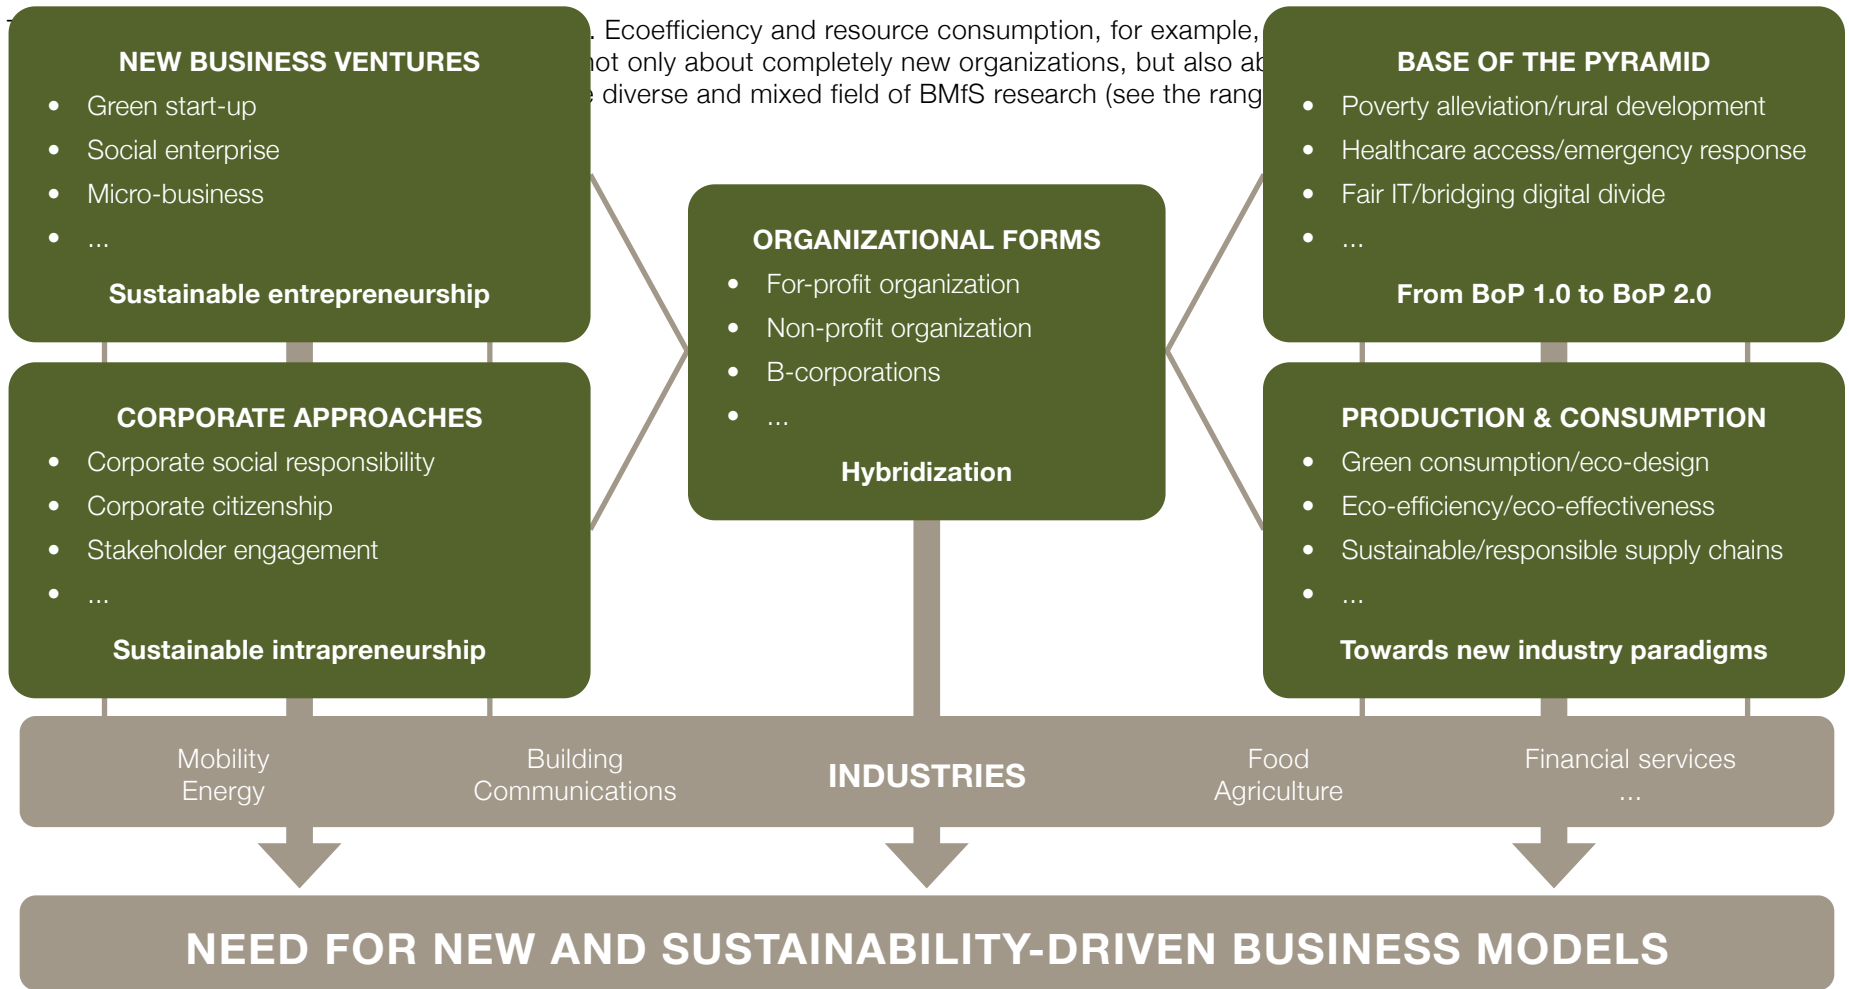 . Ecoefficiency and resource consumption, for example,
not only about completely new organizations, but also
diverse and mixed field of BMfS research (see the
NEW BUSINESS VENTURES
• Green start-up
• Social enterprise
• Micro-business
• ...
Sustainable entrepreneurship
CORPORATE APPROACHES
• Corporate social responsibility
• Corporate citizenship
• Stakeholder engagement
• ...
Sustainable intrapreneurship
ORGANIZATIONAL FORMS
• For-profit organization
• Non-profit organization
• B-corporations
• ...
Hybridization
BASE OF THE PYRAMID
• Poverty alleviation/rural development
• Healthcare access/emergency response
• Fair IT/bridging digital divide
• ...
From BoP 1.0 to BoP 2.0
PRODUCTION & CONSUMPTION
• Green consumption/eco-design
• Eco-efficiency/eco-effectiveness
• Sustainable/responsible supply chains
• ...
Towards new industry paradigms
Mobility
Energy
Building
Communications
INDUSTRIES
Food
Agriculture
Financial services
...
NEED FOR NEW AND SUSTAINABILITY-DRIVEN BUSINESS MODELS